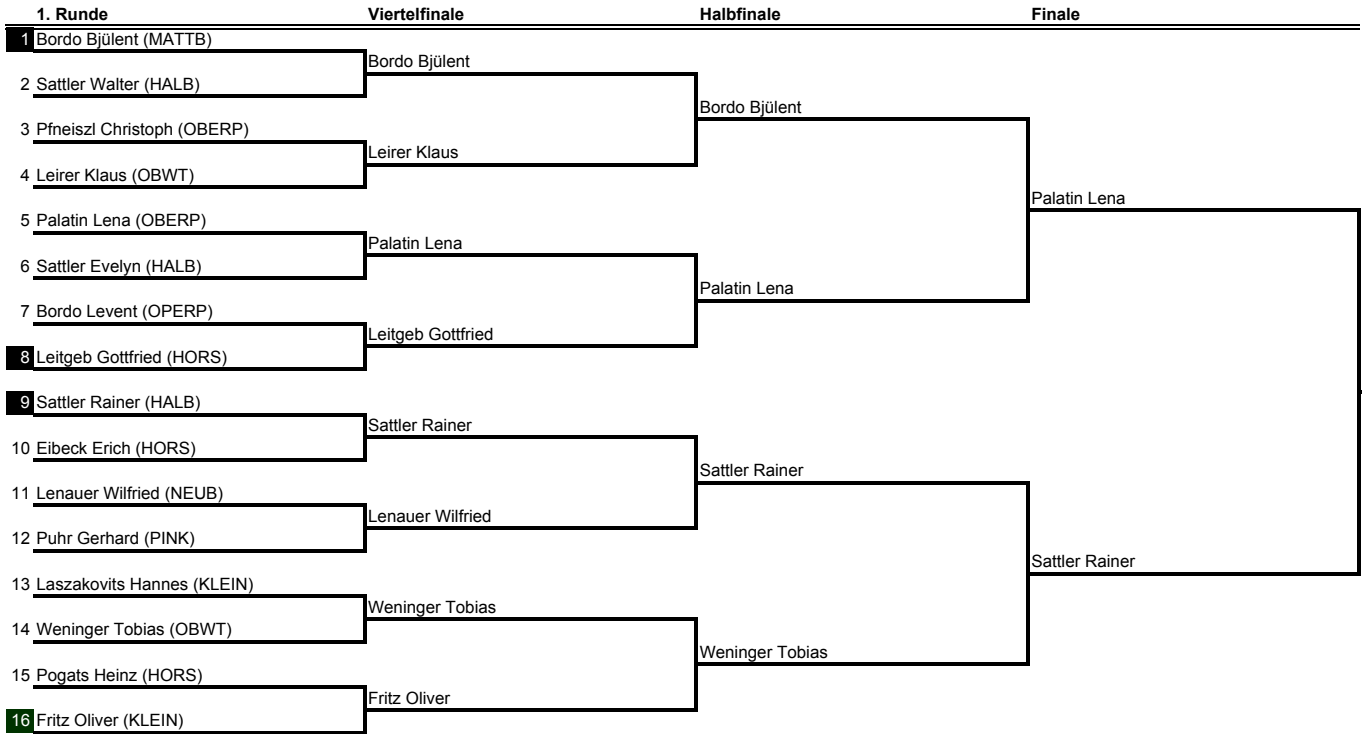 1. Runde Viertelfinale Halbfinale Finale
1 Bordo Bjülent (MATTB)
Bordo Bjülent
2 Sattler Walter (HALB)
Bordo Bjülent
3 Pfneiszl Christoph (OBERP)
Leirer Klaus
4 Leirer Klaus (OBWT)
Palatin Lena
5 Palatin Lena (OBERP)
Palatin Lena
6 Sattler Evelyn (HALB)
Palatin Lena
7 Bordo Levent (OPERP)
Leitgeb Gottfried
8 Leitgeb Gottfried (HORS)
9 Sattler Rainer (HALB)
Sattler Rainer
10 Eibeck Erich (HORS)
Sattler Rainer
11 Lenauer Wilfried (NEUB)
Lenauer Wilfried
12 Puhr Gerhard (PINK)
Sattler Rainer
13 Laszakovits Hannes (KLEIN)
Weninger Tobias
14 Weninger Tobias (OBWT)
Weninger Tobias
15 Pogats Heinz (HORS)
Fritz Oliver
16 Fritz Oliver (KLEIN)